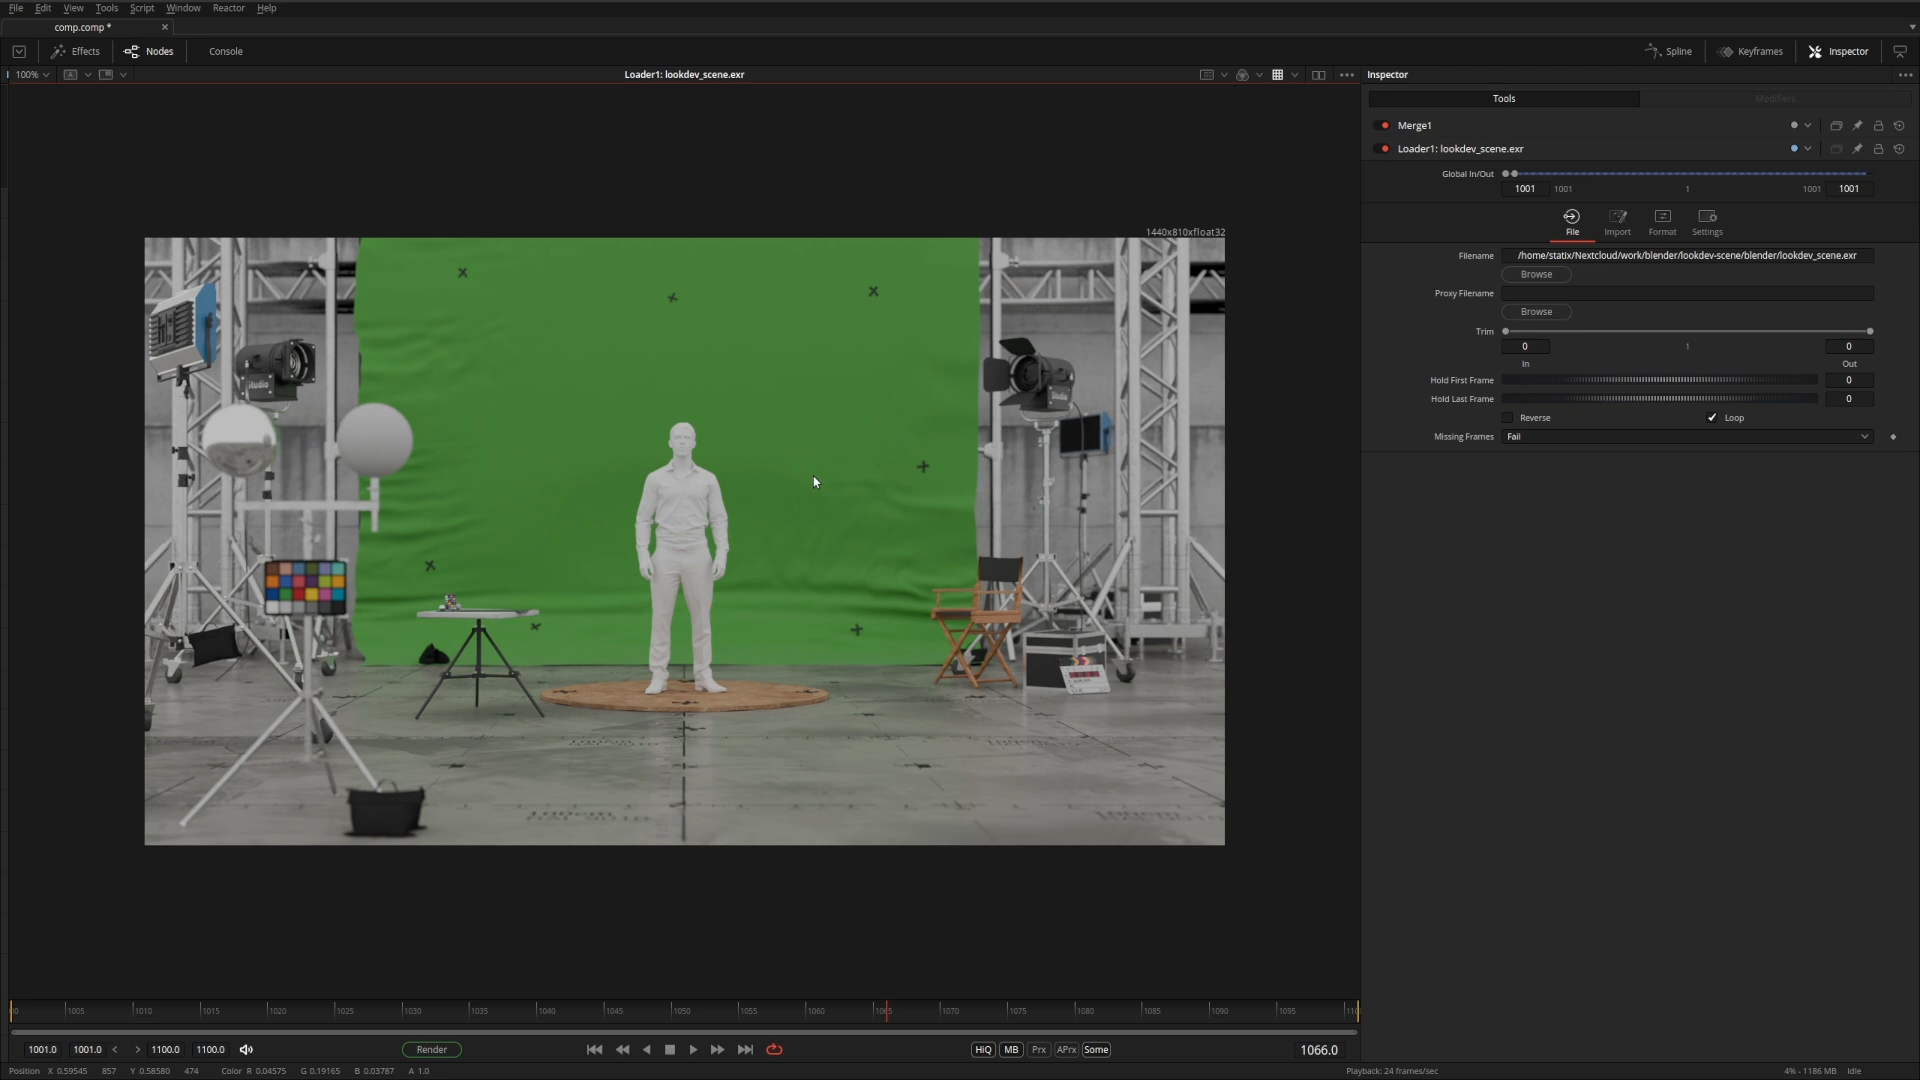 File Edit View Tools Script Window Reactor Help
comp.comp *
Effects Nodes Console Spline Keyframes Inspector
100% Loader1: lookdev_scene.exr Inspector
Tools Modifiers
Merge1
Loader1: lookdev_scene.exr
Global In/Out
1001 1001 1 1001 1001
File Import Format Settings
1440x810xfloat32
Filename /home/statix/Nextcloud/work/blender/lookdev-scene/blender/lookdev_scene.exr
Browse
Proxy Filename
Browse
Trim
0 1 0
In Out
Hold First Frame 0
Hold Last Frame 0
Reverse Loop
Missing Frames Fail
studio
1005 1010 1015 1020 1025 1030 1035 1040 1045 1050 1055 1060 1065 1070 1075 1080 1085 1090 1095
1001.0 1001.0 < > 1100.0 1100.0 Render HiQ MB Prx APrx Some 1066.0
Position X 0.59545 857 Y 0.58580 474 Color R 0.04575 G 0.19165 B 0.03787 A 1.0 Playback: 24 frames/sec 4% - 1186 MB Idle